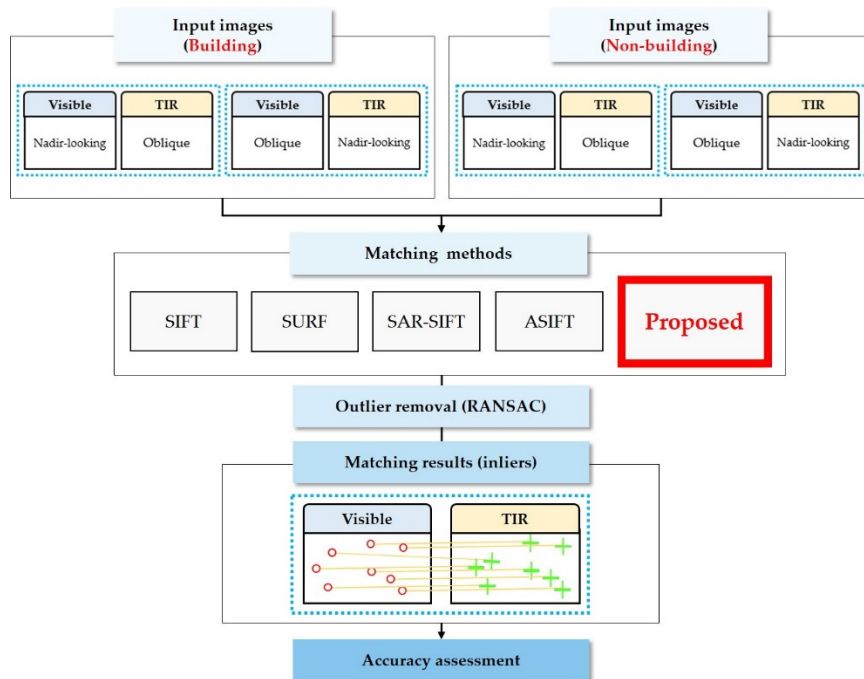 Input images
(Building)
Input images
(Non-building)
Visible
TIR
Visible
TIR
Visible
TIR
Visible
TIR
Nadir-looking
Oblique
Oblique
Nadir-looking
Nadir-looking
Oblique
Oblique
Nadir-looking
Matching methods
SIFT
SURF
SAR-SIFT
ASIFT
Proposed
Outlier removal (RANSAC)
Matching results (inliers)
Visible
TIR
Accuracy assessment